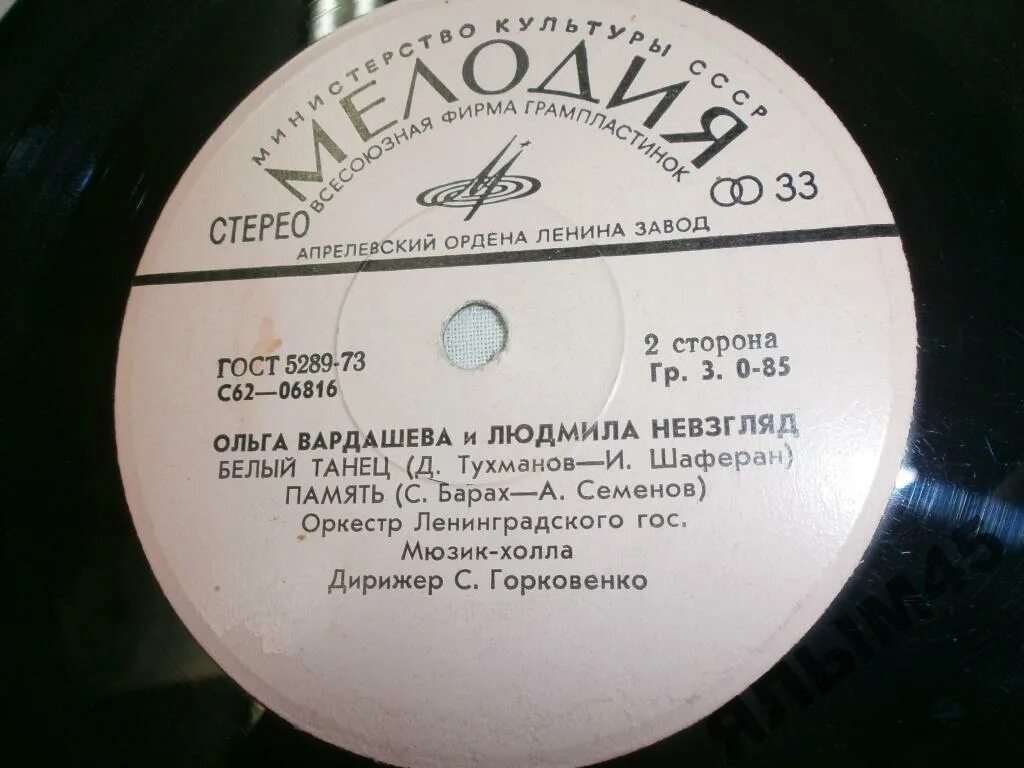 МИНИСТЕРСТВО КУЛЬТУРЫ СССР
МЕЛОДИЯ
ВСЕСОЮЗНАЯ ФИРМА ГРАМПЛАСТИНОК
СТЕРЕО
33
АПРЕЛЕВСКИЙ ОРДЕНА ЛЕНИНА ЗАВОД
ГОСТ 5289-73
С62—06816
2 сторона
Гр. 3. 0-85
ОЛЬГА ВАРДАШЕВА и ЛЮДМИЛА НЕВЗГЛЯД
БЕЛЫЙ ТАНЕЦ (Д. Тухманов—И. Шаферан)
ПАМЯТЬ (С. Барах—А. Семенов)
Оркестр Ленинградского гос.
Мюзик-холла
Дирижер С. Горковенко
ЯЛЫМ45